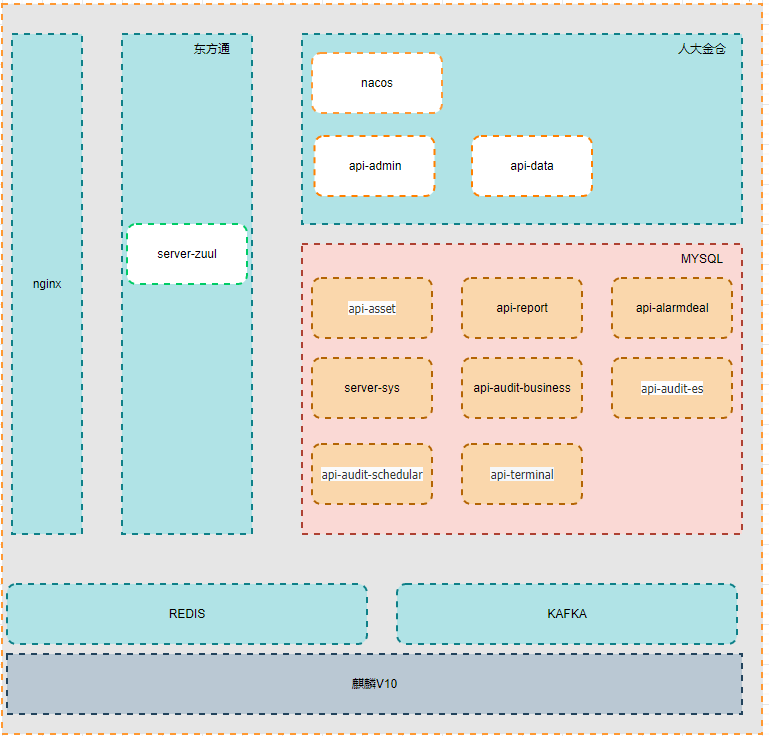 东方通
人大金仓
nacos
api-admin
api-data
server-zuul
nginx
MYSQL
api-asset
api-report
api-alarmdeal
server-sys
api-audit-business
api-audit-es
api-audit-schedular
api-terminal
REDIS
KAFKA
麒麟V10